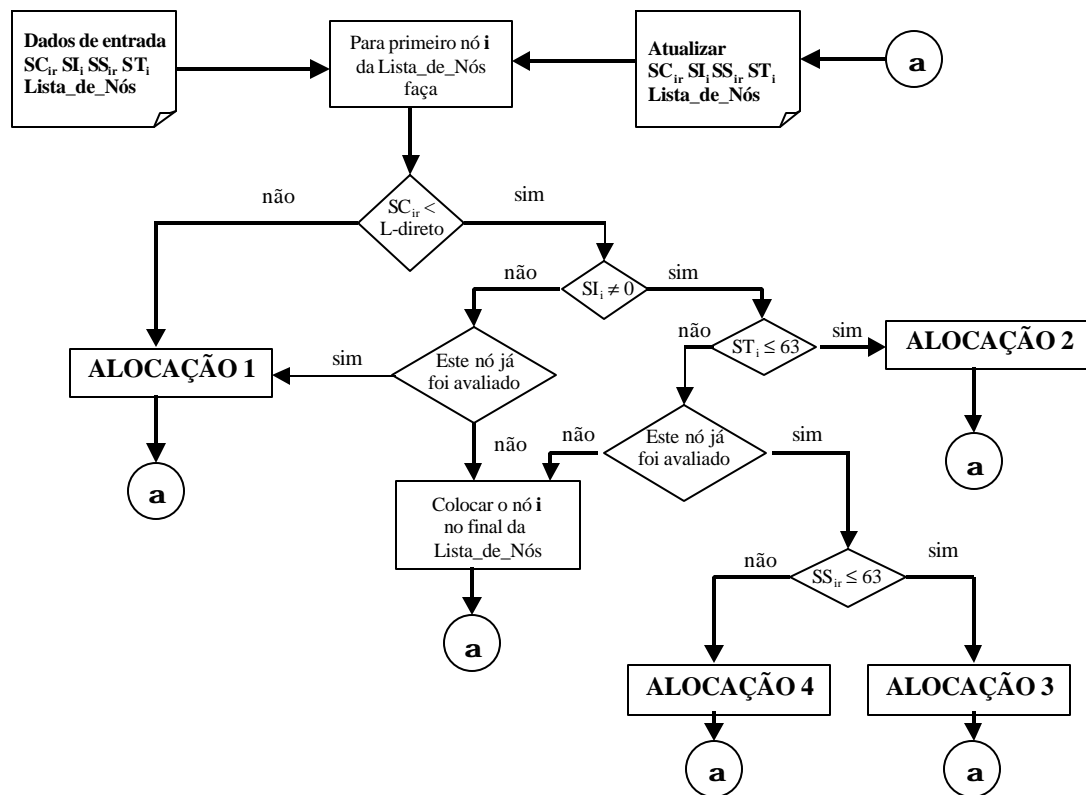 Dados de entrada
SCir SIi SSir STi
Lista_de_Nós
Para primeiro nó i
da Lista_de_Nós
faça
Atualizar
SCir SIi SSir STi
Lista_de_Nós
a
não
sim
SCir <
L-direto
não
SIi ≠ 0
sim
ALOCAÇÃO 1
sim
Este nó já
foi avaliado
não
STi ≤ 63
sim
ALOCAÇÃO 2
a
não
não
Este nó já
foi avaliado
sim
a
Colocar o nó i
no final da
Lista_de_Nós
não
SSir ≤ 63
sim
a
ALOCAÇÃO 4
ALOCAÇÃO 3
a
a